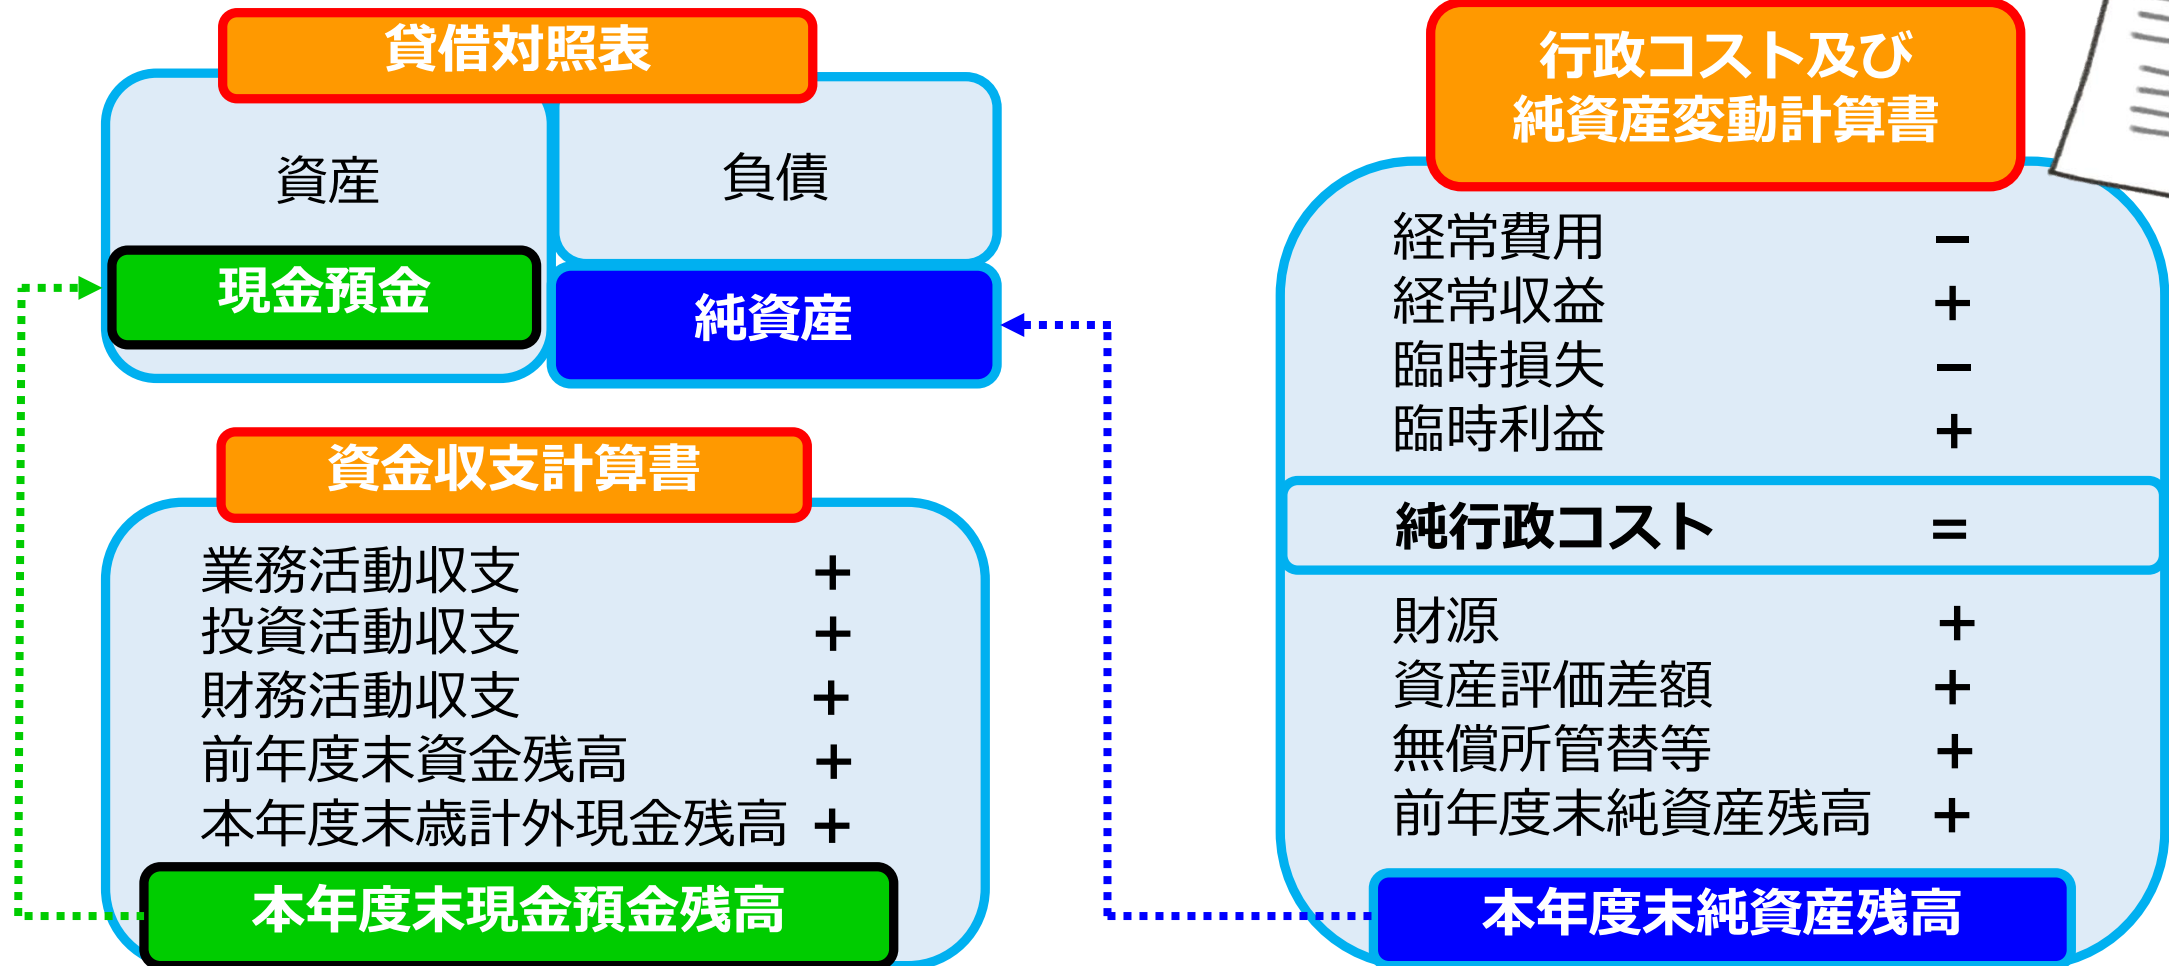 貸借対照表
資産
負債
現金預金
純資産
資金収支計算書
業務活動収支 +
投資活動収支 +
財務活動収支 +
前年度末資金残高 +
本年度末歳計外現金残高 +
本年度末現金預金残高
行政コスト及び
純資産変動計算書
経常費用 −
経常収益 +
臨時損失 −
臨時利益 +
純行政コスト =
財源 +
資産評価差額 +
無償所管替等 +
前年度末純資産残高 +
本年度末純資産残高